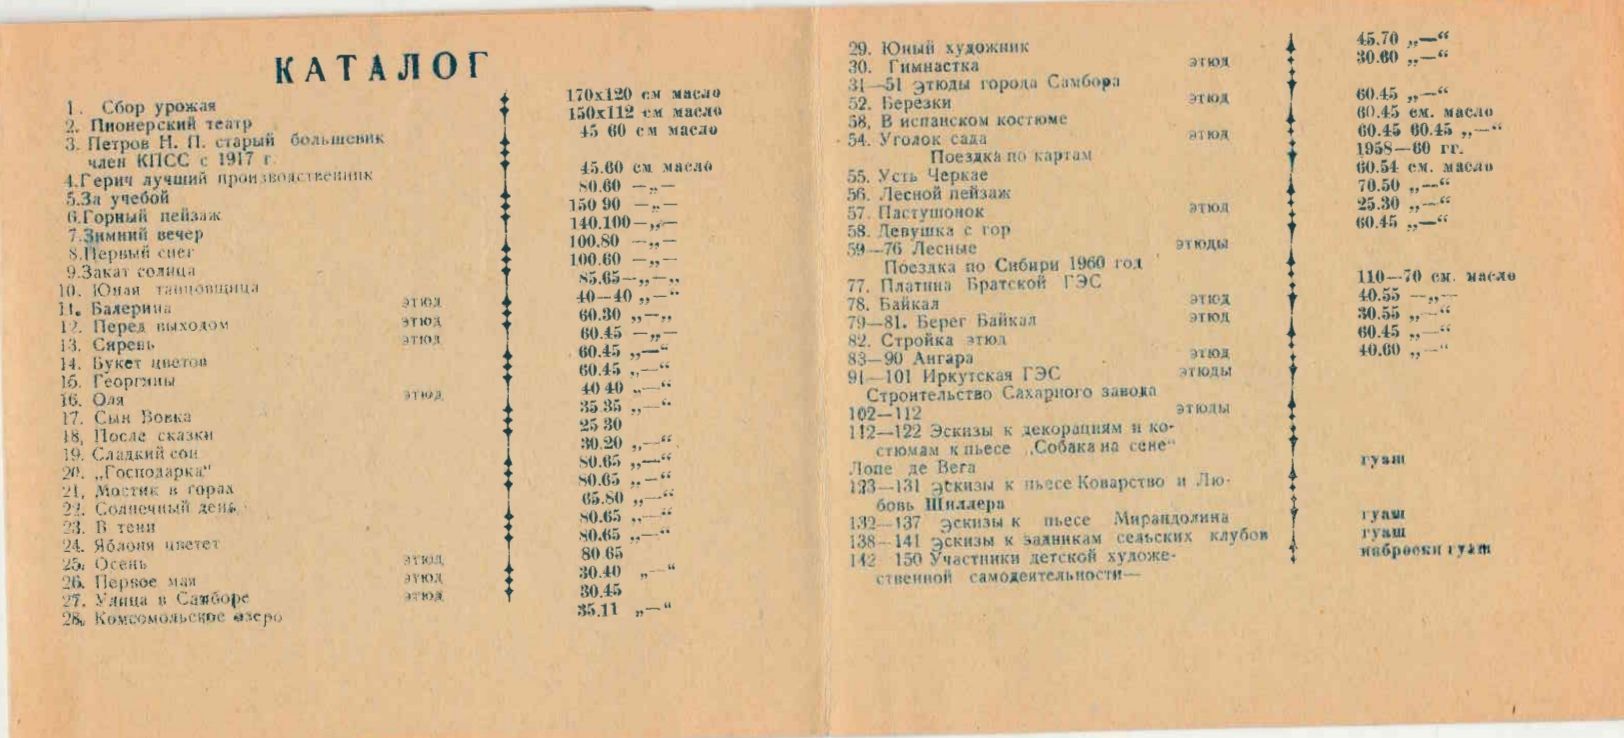 КАТАЛОГ
1. Сбор урожая 170х120 см масло
2. Пионерский театр 150х112 см масло
3. Петров Н. П. старый большевик 45 60 см масло
член КПСС с 1917 г.
4.Герич лучший производственник 45.60 см масло
5.За учебой 80.60 —„—
6.Горный пейзаж 150 90 —„—
7.Зимний вечер 140.100—„—
8.Первый снег 100.80 —„—
9.Закат солнца 100.60 —„—
10. Юная танцовщица 85.65—„—„
11. Балерина этюд 40—40 „—“
12. Перед выходом этюд 60.30 „—„
13. Сирень этюд 60.45 —„—
14. Букет цветов 60.45 „—“
15. Георгины 60.45 „—“
16. Оля этюд 40 40 „—“
17. Сын Вовка 35.35 „—“
18, После сказки 25 30
19. Сладкий сон 30.20 „—“
20. „Господарка“ 80.65 „—“
21, Мостик в горах 80.65 „—“
22. Солнечный день 65.80 „—“
23. В тени 80.65 „—“
24. Яблоня цветет 80.65 „—“
25. Осень этюд 80 65
26. Первое мая этюд 30.40 „—“
27. Улица в Самборе этюд 30.45
28. Комсомольское озеро 35.11 „—“
29. Юный художник 45.70 „—“
30. Гимнастка этюд 30.60 „—“
31—51 этюды города Самбора
52. Березки этюд 60.45 „—“
58, В испанском костюме 60.45 см. масло
54. Уголок сада этюд 60.45 60.45 „—“
Поездка по картам 1958—60 гг.
55. Усть Черкае 60.54 см. масло
56. Лесной пейзаж 70.50 „—“
57. Пастушонок этюд 25.30 „—“
58. Девушка с гор 60.45 „—“
59—76 Лесные этюды
Поездка по Сибири 1960 год
77. Платина Братской ГЭС 110—70 см. масло
78. Байкал этюд 40.55 —„—
79—81. Берег Байкал этюд 30.55 „—“
82. Стройка этюд 60.45 „—“
83—90 Ангара этюд 40.60 „—“
91—101 Иркутская ГЭС этюды
Строительство Сахарного завода
102—112 этюды
112—122 Эскизы к декорациям и ко-
стюмам к пьесе „Собака на сене“
Лопе де Вега гуаш
123—131 эскизы к пьесе Коварство и Лю-
бовь Шиллера
132—137 эскизы к пьесе Мирандолина гуаш
138—141 эскизы к задникам сельских клубов гуаш
142—150 Участники детской художе- наброски гуаш
ственной самодеительности—